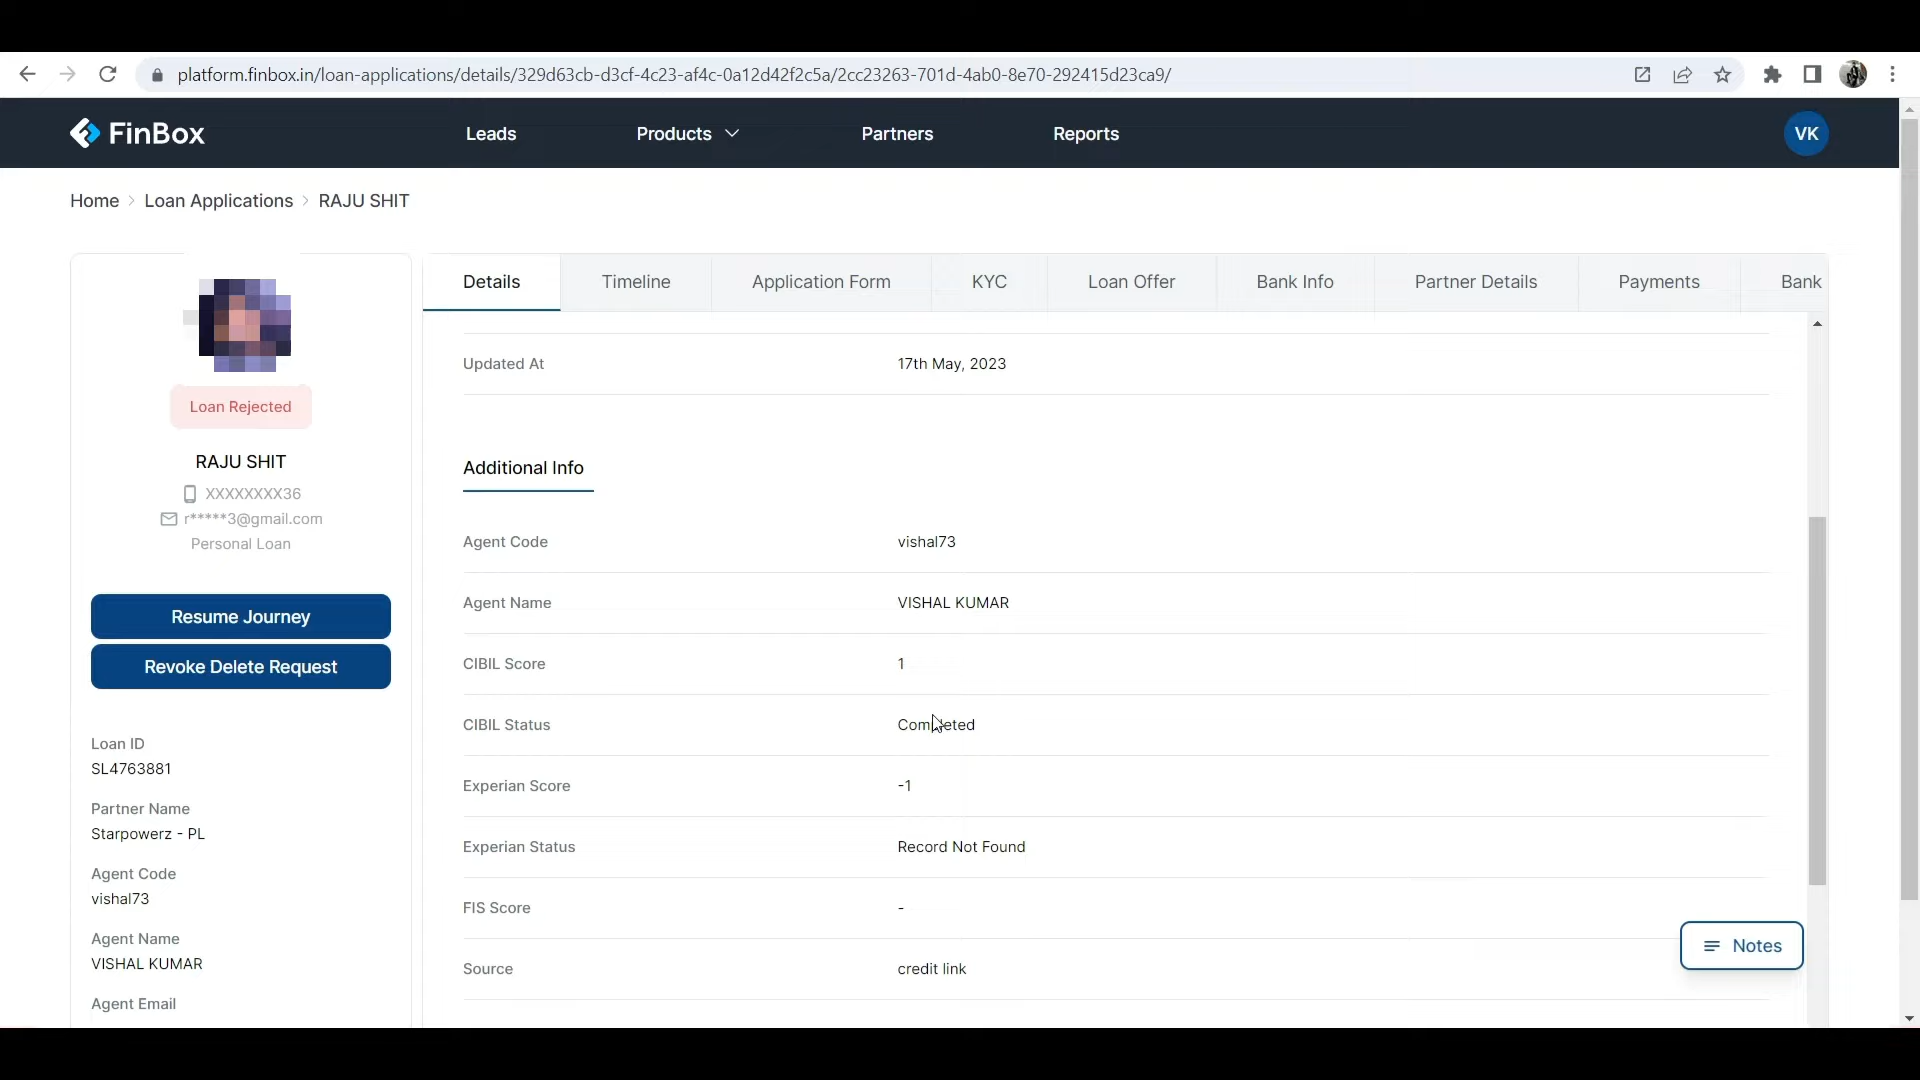 platform.finbox.in/loan-applications/details/329d63cb-d3cf-4c23-af4c-0a12d42f2c5a/2cc23263-701d-4ab0-8e70-292415d23ca9/
FinBox
Leads
Products
Partners
Reports
VK
Home > Loan Applications > RAJU SHIT
Details
Timeline
Application Form
KYC
Loan Offer
Bank Info
Partner Details
Payments
Bank
Loan Rejected
RAJU SHIT
XXXXXXXX36
r*****3@gmail.com
Personal Loan
Resume Journey
Revoke Delete Request
Loan ID
SL4763881
Partner Name
Starpowerz - PL
Agent Code
vishal73
Agent Name
VISHAL KUMAR
Agent Email
Updated At 17th May, 2023
Additional Info
Agent Code vishal73
Agent Name VISHAL KUMAR
CIBIL Score 1
CIBIL Status Completed
Experian Score -1
Experian Status Record Not Found
FIS Score -
Source credit link
Notes